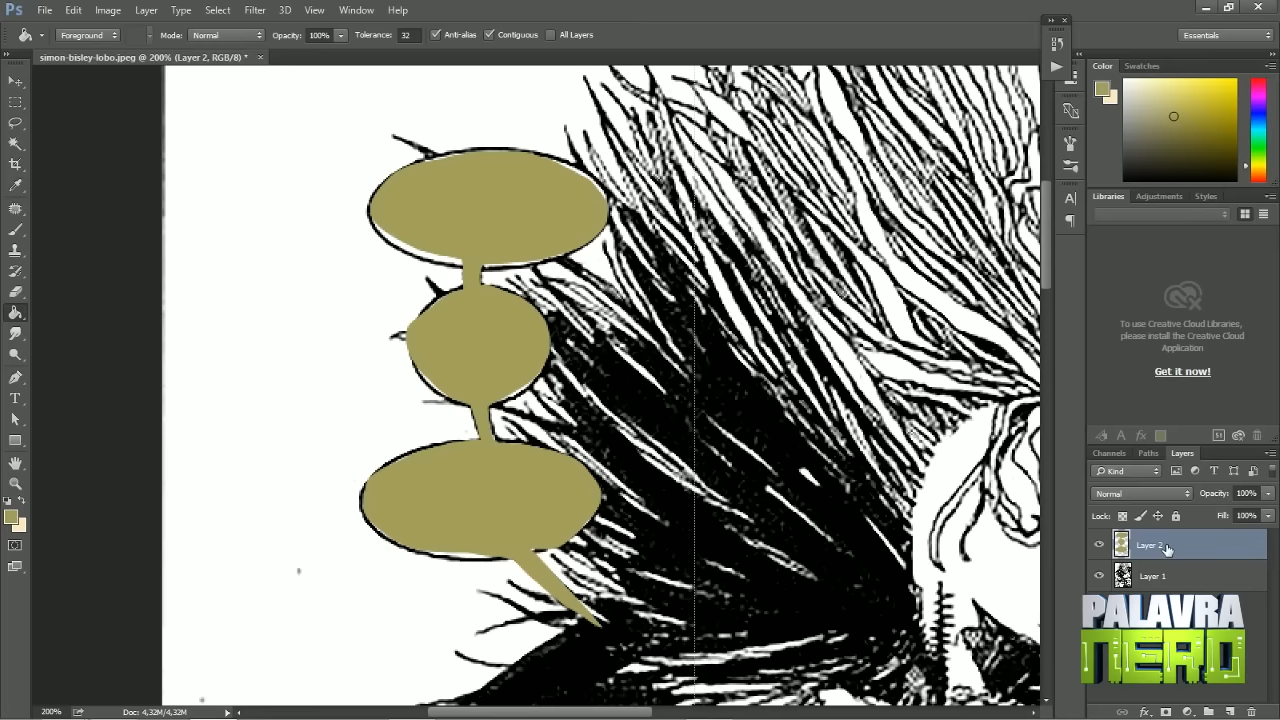 Ps File Edit Image Layer Type Select Filter 3D View Window Help
Foreground Mode: Normal Opacity: 100% Tolerance: 32 Anti-alias Contiguous All Layers Essentials
simon-bisley-lobo.jpeg @ 200% (Layer 2, RGB/8) * ×
Color Swatches
Libraries Adjustments Styles
To use Creative Cloud Libraries,
please install the Creative Cloud
Application
Get it now!
Channels Paths Layers
Kind
Normal Opacity: 100%
Lock: Fill: 100%
Layer 2
Layer 1
PALAVRA
NERD
200% Doc: 4,32M/4,32M